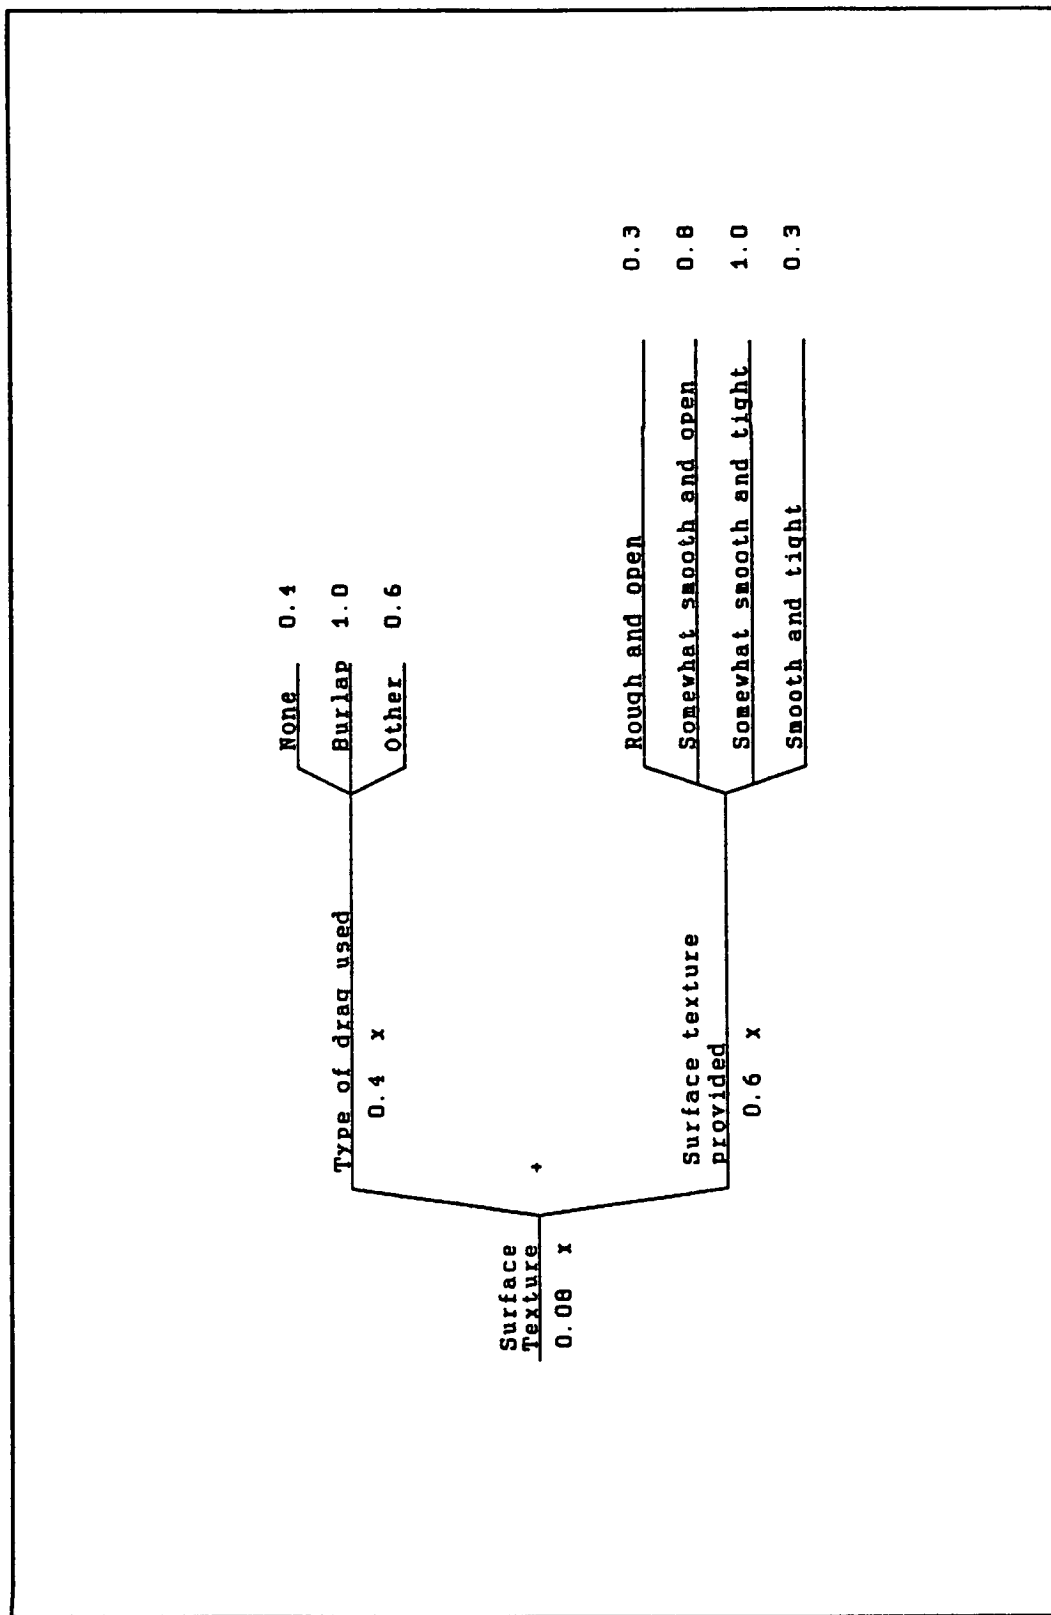 Surface
Texture
0.08 x
+
Type of drag used
0.4 x
None 0.4
Burlap 1.0
Other 0.6
Surface texture
provided
0.6 x
Rough and open 0.3
Somewhat smooth and open 0.8
Somewhat smooth and tight 1.0
Smooth and tight 0.3